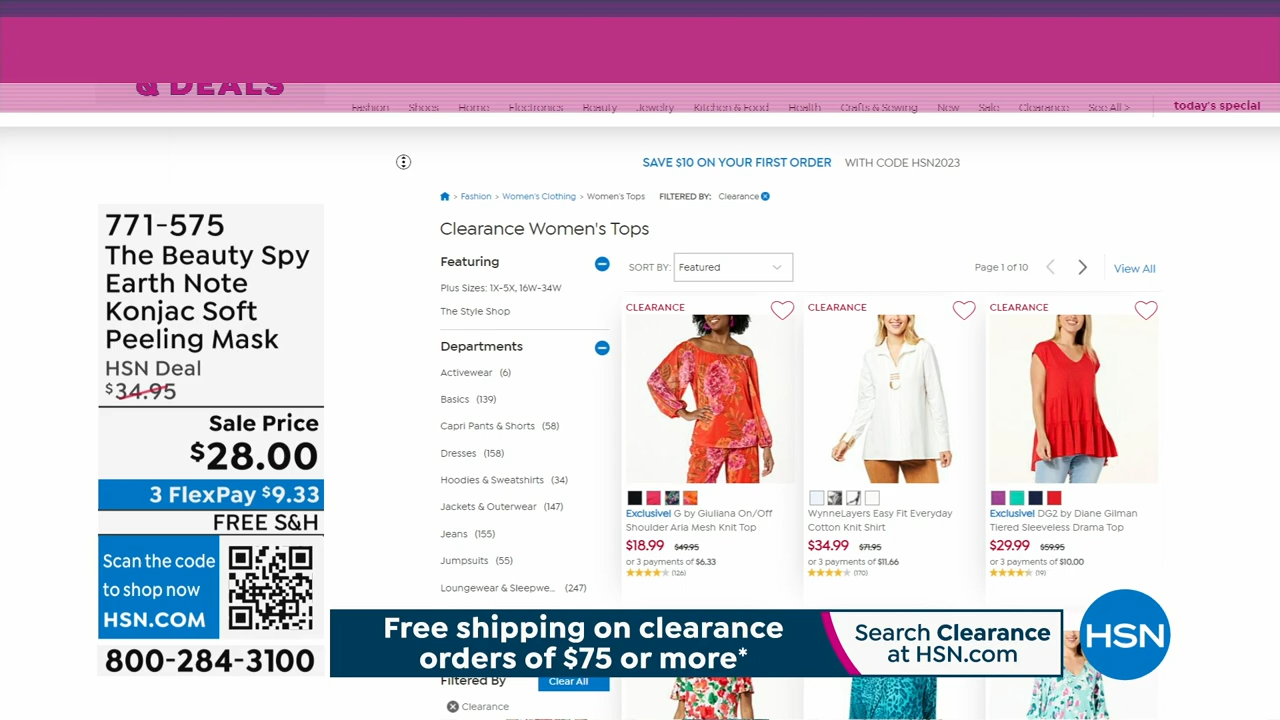 & DEALS
Fashion Shoes Home Electronics Beauty Jewelry Kitchen & Food Health Crafts & Sewing New Sale Clearance See All > today's special
SAVE $10 ON YOUR FIRST ORDER WITH CODE HSN2023
> Fashion > Women's Clothing > Women's Tops FILTERED BY: Clearance
Clearance Women's Tops
Featuring
Plus Sizes: 1X-5X, 16W-34W
The Style Shop
Departments
Activewear (6)
Basics (139)
Capri Pants & Shorts (58)
Dresses (158)
Hoodies & Sweatshirts (34)
Jackets & Outerwear (147)
Jeans (155)
Jumpsuits (55)
Loungewear & Sleepwe... (247)
Filtered By Clear All
Clearance
SORT BY: Featured
Page 1 of 10 View All
CLEARANCE
Exclusive! G by Giuliana On/Off
Shoulder Aria Mesh Knit Top
$18.99 $49.95
or 3 payments of $6.33
(126)
CLEARANCE
WynneLayers Easy Fit Everyday
Cotton Knit Shirt
$34.99 $71.95
or 3 payments of $11.66
(170)
CLEARANCE
Exclusive! DG2 by Diane Gilman
Tiered Sleeveless Drama Top
$29.99 $59.95
or 3 payments of $10.00
(19)
771-575
The Beauty Spy
Earth Note
Konjac Soft
Peeling Mask
HSN Deal
$34.95
Sale Price
$28.00
3 FlexPay $9.33
FREE S&H
Scan the code
to shop now
HSN.COM
800-284-3100
Free shipping on clearance
orders of $75 or more*
Search Clearance
at HSN.com
HSN